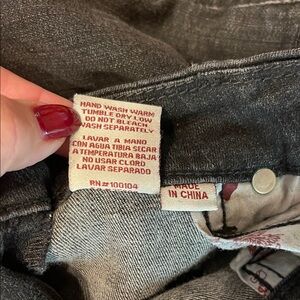 HAND WASH WARM
TUMBLE DRY LOW
DO NOT BLEACH
WASH SEPARATELY
LAVAR A MANO
CON AGUA TIBIA SECAR
A TEMPERATURA BAJA
NO USAR CLORO
LAVAR SEPARADO
RN#100104
MADE
IN CHINA